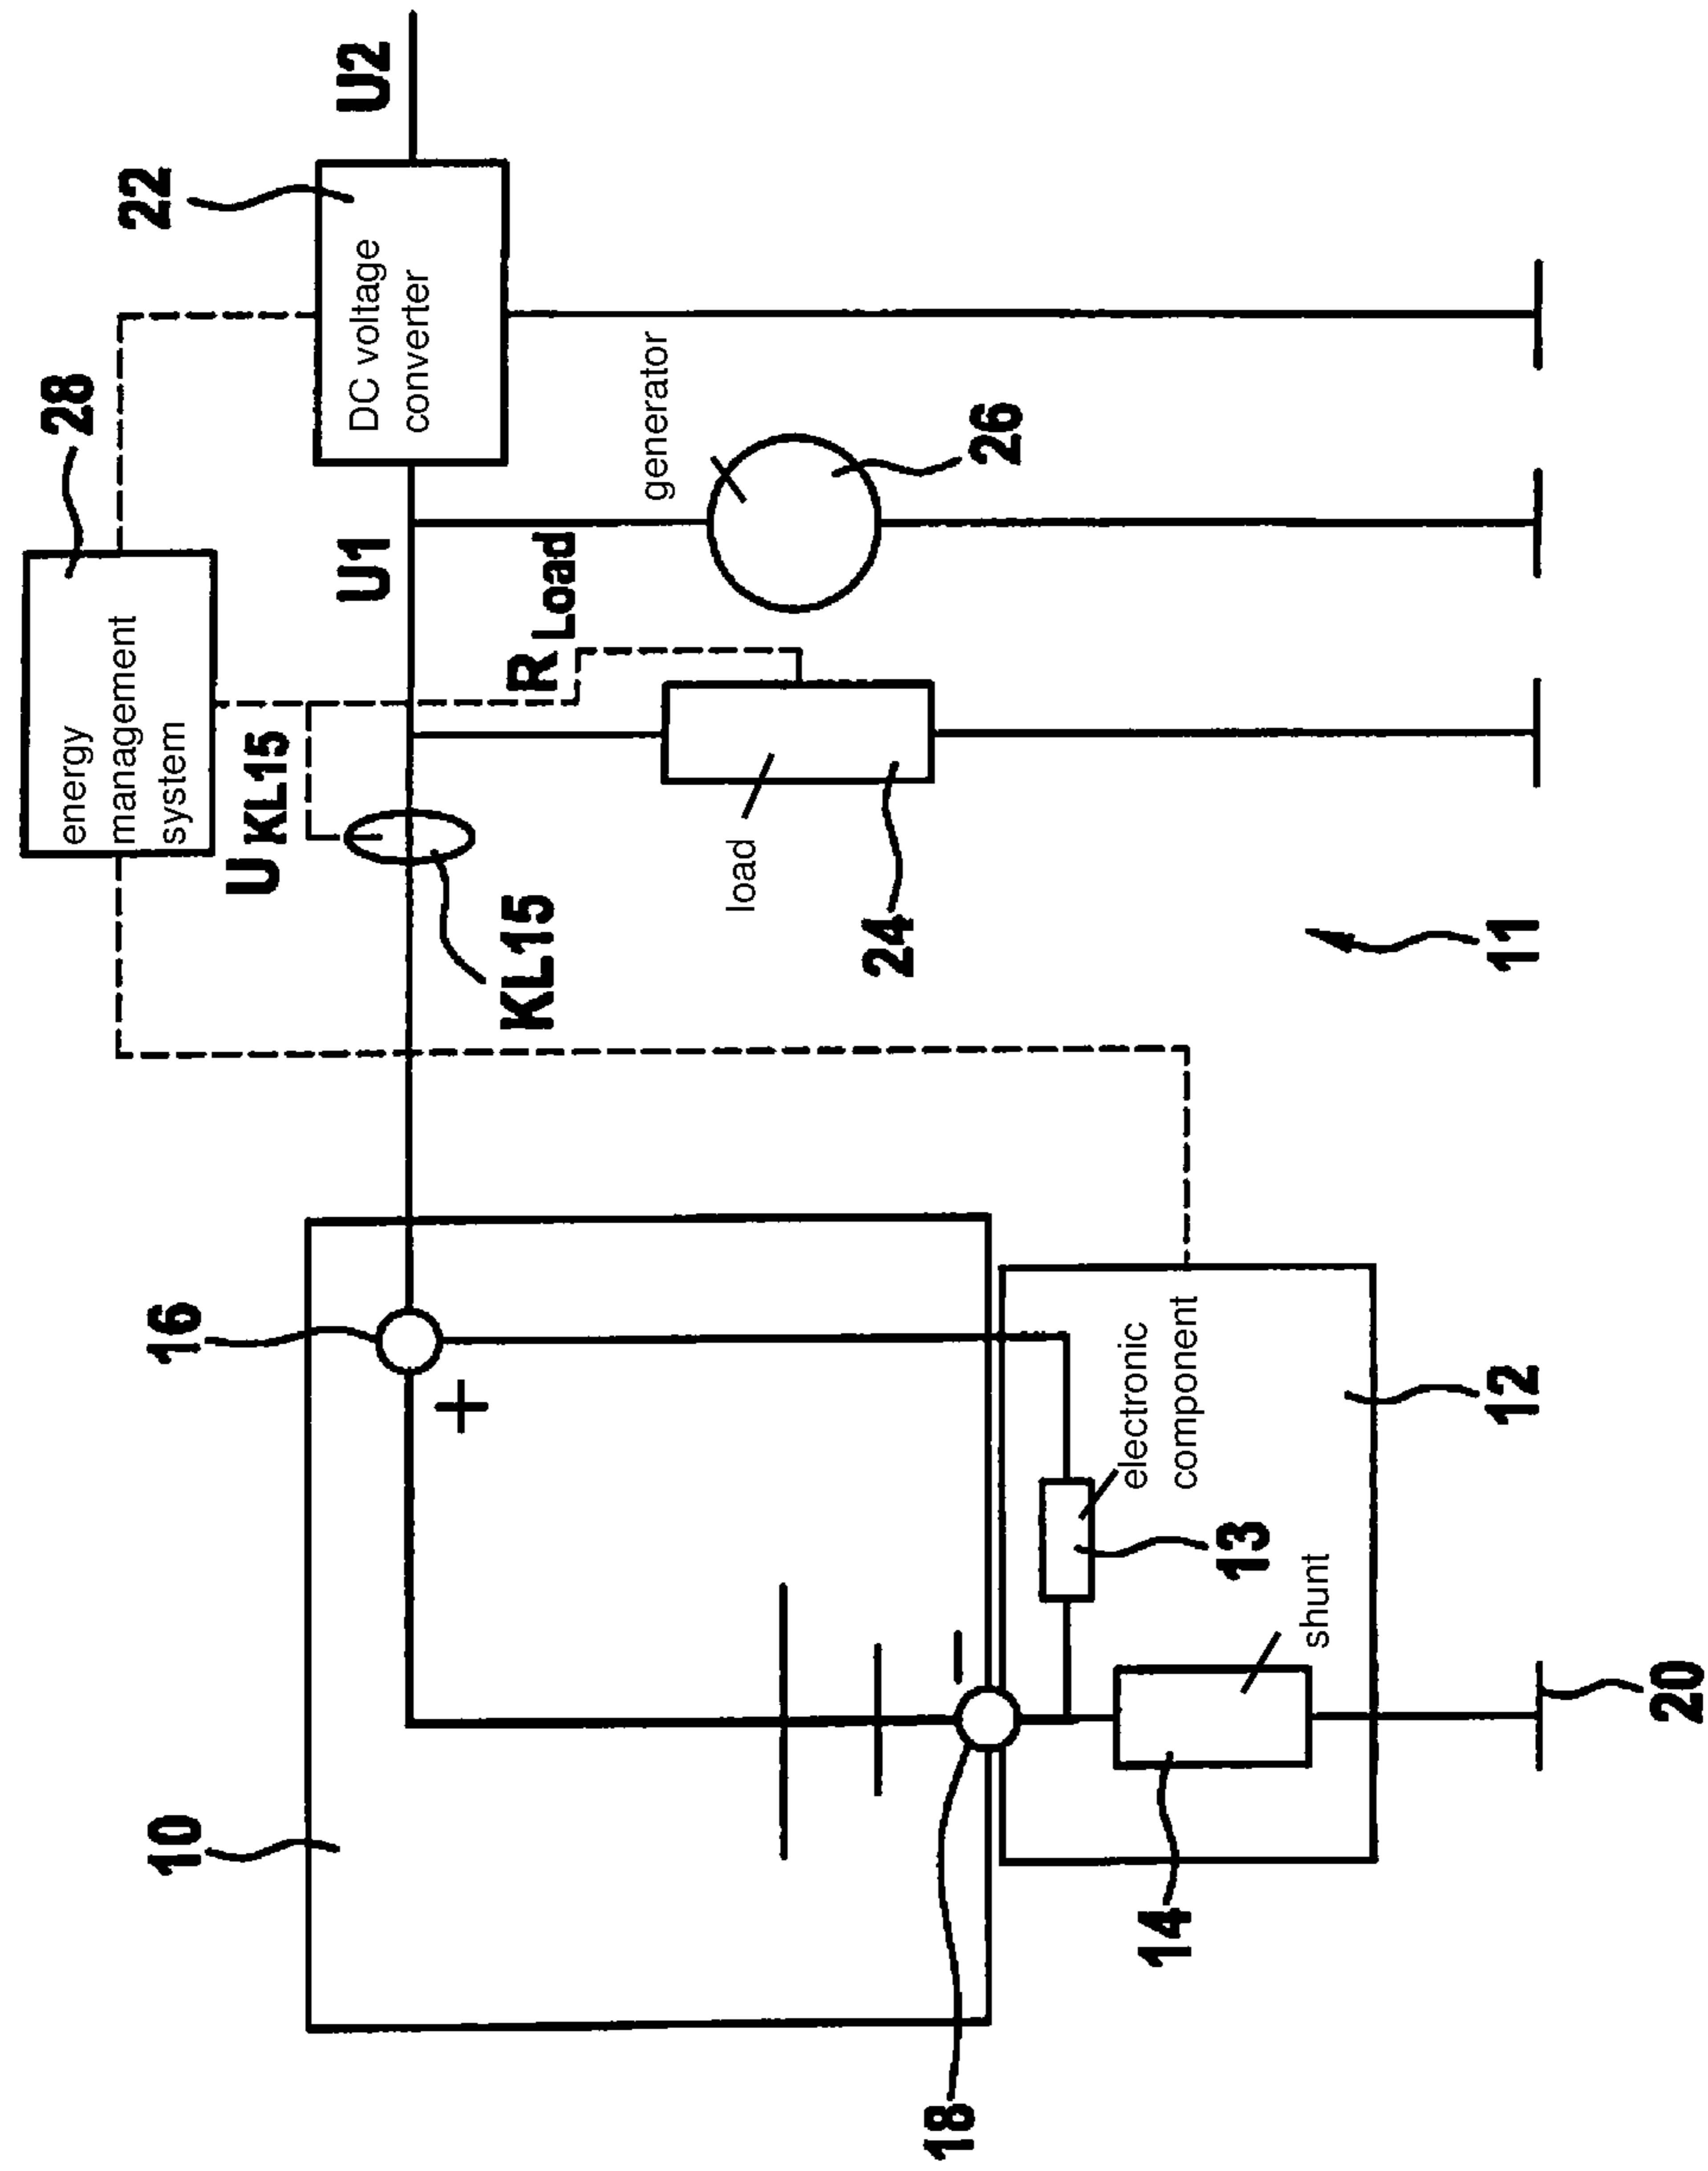 28
energy
management
system
22
DC voltage
converter
U2
U1
U KL15
KL15
R Load
generator
26
load
24
11
16
+
10
−
18
electronic
component
13
shunt
14
12
20